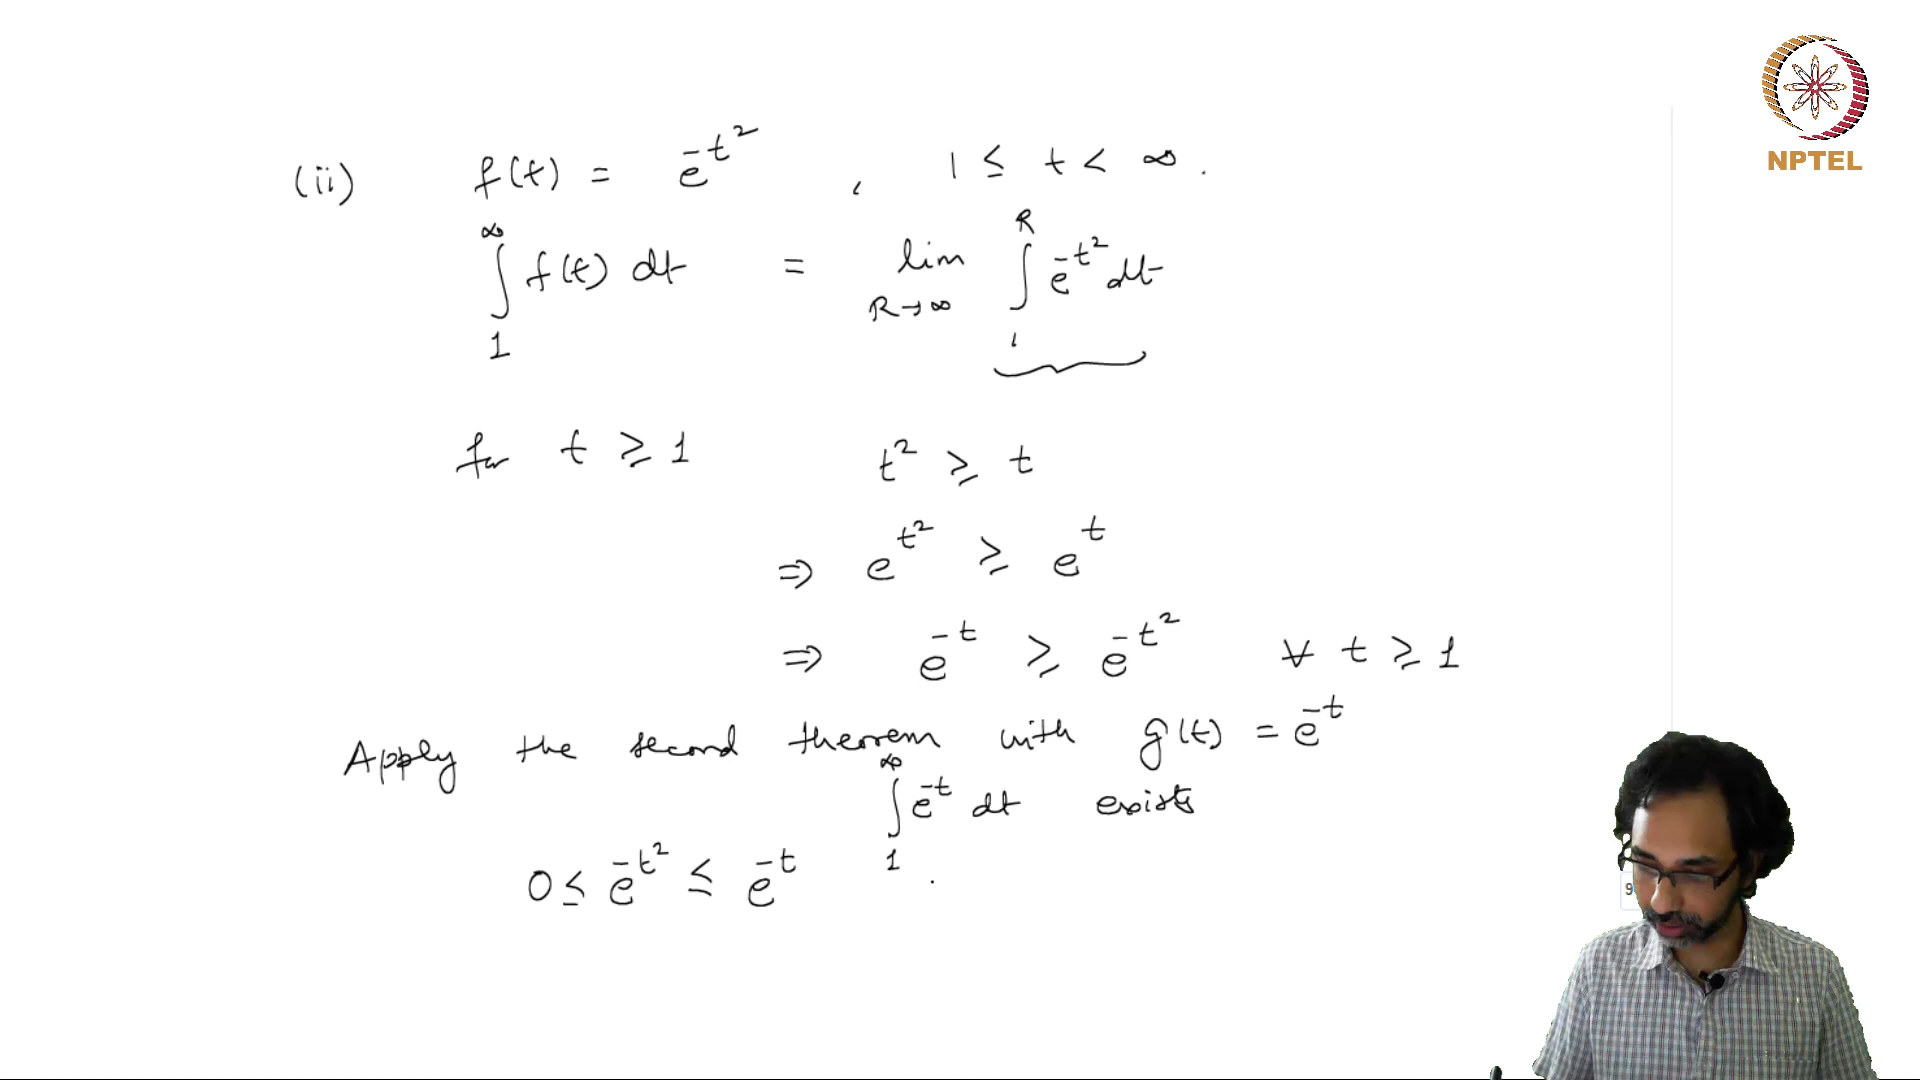 NPTEL
(ii) f(t) = e^{-t^2} , 1 ≤ t < ∞ .
∫_1^∞ f(t) dt = lim_{R→∞} ∫_1^R e^{-t^2} dt
for t ≥ 1 t^2 ≥ t
⇒ e^{t^2} ≥ e^t
⇒ e^{-t} ≥ e^{-t^2} ∀ t ≥ 1
Apply the second theorem with g(t) = e^{-t}
∫_1^∞ e^{-t} dt exists
0 ≤ e^{-t^2} ≤ e^{-t} .
9